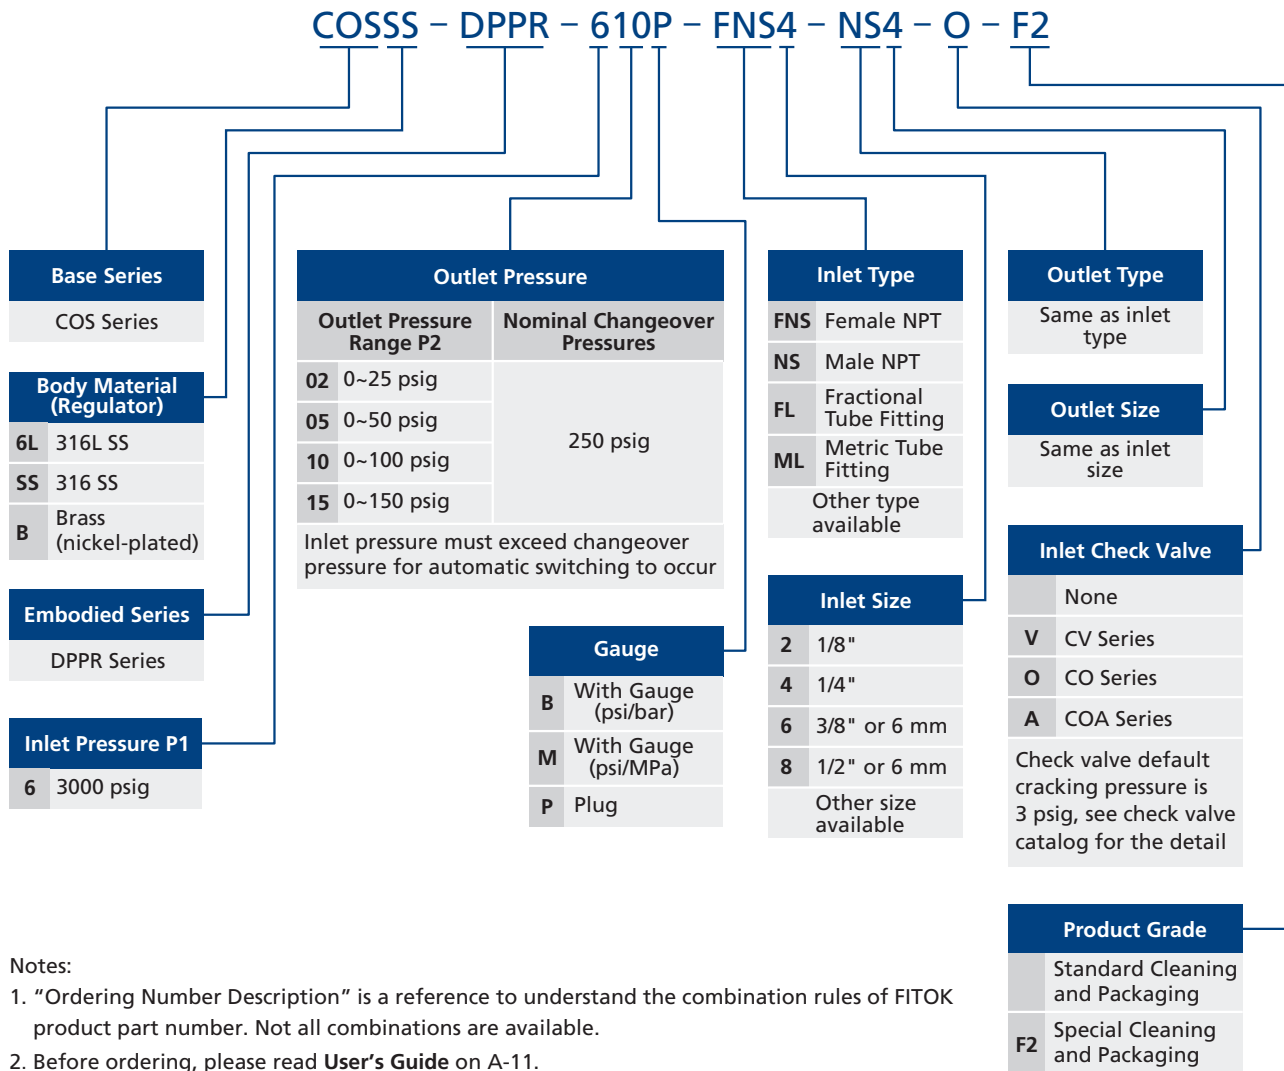 COSSS – DPPR – 610P – FNS4 – NS4 – O – F2
Base Series
COS Series
Body Material
(Regulator)
6L 316L SS
SS 316 SS
B Brass
(nickel-plated)
Embodied Series
DPPR Series
Inlet Pressure P1
6 3000 psig
Outlet Pressure
Outlet Pressure
Range P2
Nominal Changeover
Pressures
02 0~25 psig
05 0~50 psig
10 0~100 psig
15 0~150 psig
250 psig
Inlet pressure must exceed changeover
pressure for automatic switching to occur
Gauge
B With Gauge
(psi/bar)
M With Gauge
(psi/MPa)
P Plug
Inlet Type
FNS Female NPT
NS Male NPT
FL Fractional
Tube Fitting
ML Metric Tube
Fitting
Other type
available
Inlet Size
2 1/8"
4 1/4"
6 3/8" or 6 mm
8 1/2" or 6 mm
Other size
available
Outlet Type
Same as inlet
type
Outlet Size
Same as inlet
size
Inlet Check Valve
None
V CV Series
O CO Series
A COA Series
Check valve default
cracking pressure is
3 psig, see check valve
catalog for the detail
Product Grade
Standard Cleaning
and Packaging
F2 Special Cleaning
and Packaging
Notes:
1. “Ordering Number Description” is a reference to understand the combination rules of FITOK
product part number. Not all combinations are available.
2. Before ordering, please read User’s Guide on A-11.